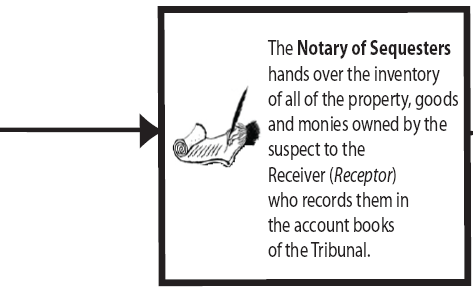 The Notary of Sequesters
hands over the inventory
of all of the property, goods
and monies owned by the
suspect to the
Receiver (Receptor)
who records them in
the account books
of the Tribunal.